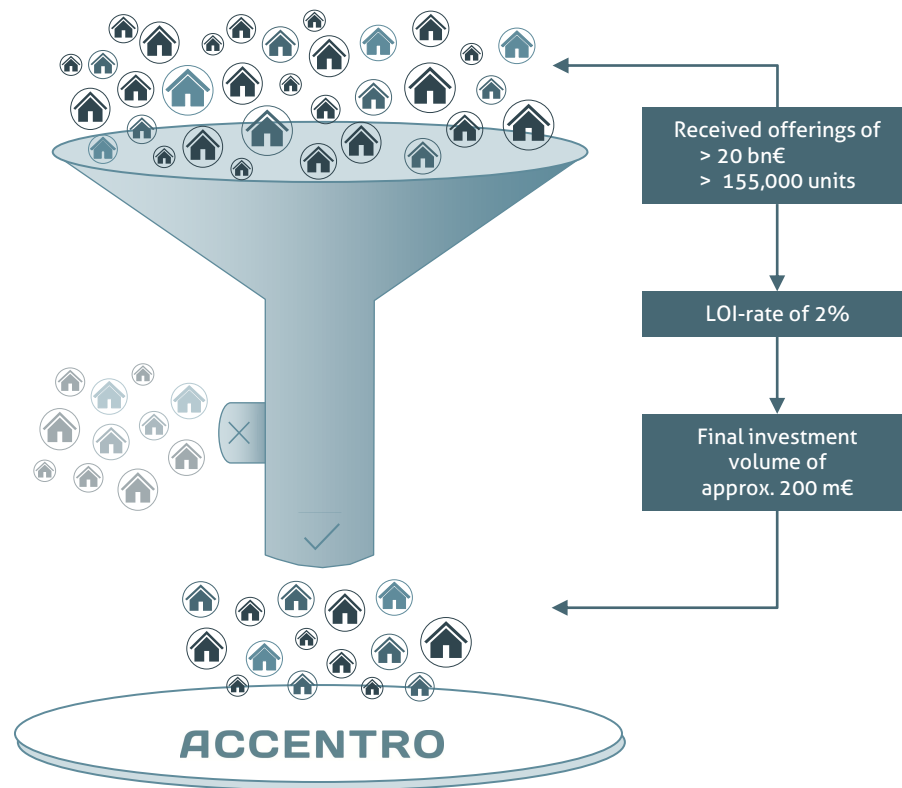 Received offerings of
> 20 bn€
> 155,000 units
LOI-rate of 2%
Final investment
volume of
approx. 200 m€
ACCENTRO